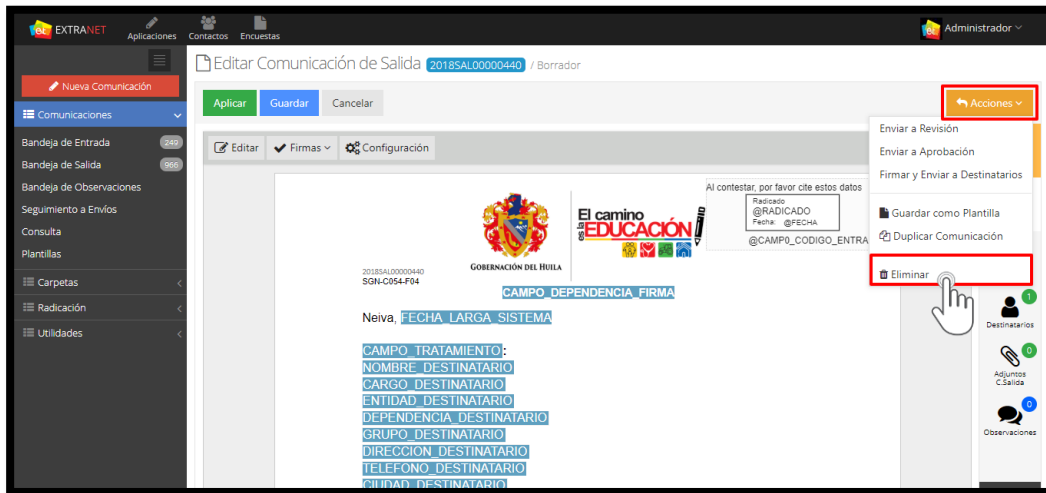 EXTRANET
Aplicaciones
Contactos
Encuestas
Administrador
Nueva Comunicación
Comunicaciones
Bandeja de Entrada 249
Bandeja de Salida 966
Bandeja de Observaciones
Seguimiento a Envíos
Consulta
Plantillas
Carpetas
Radicación
Utilidades
Editar Comunicación de Salida 2018SAL00000440 / Borrador
Aplicar Guardar Cancelar
Acciones
Enviar a Revisión
Enviar a Aprobación
Firmar y Enviar a Destinatarios
Guardar como Plantilla
Duplicar Comunicación
Eliminar
Editar Firmas Configuración
GOBERNACIÓN DEL HUILA
El camino
es la EDUCACIÓN
Al contestar, por favor cite estos datos
Radicado
@RADICADO
Fecha: @FECHA
@CAMP0_CODIGO_ENTRA
2018SAL00000440
SGN-C054-F04
CAMPO_DEPENDENCIA_FIRMA
Neiva, FECHA_LARGA_SISTEMA
CAMPO_TRATAMIENTO:
NOMBRE_DESTINATARIO
CARGO_DESTINATARIO
ENTIDAD_DESTINATARIO
DEPENDENCIA_DESTINATARIO
GRUPO_DESTINATARIO
DIRECCION_DESTINATARIO
TELEFONO_DESTINATARIO
CIUDAD_DESTINATARIO
1
Destinatarios
0
Adjuntos
C.Salida
0
Observaciones